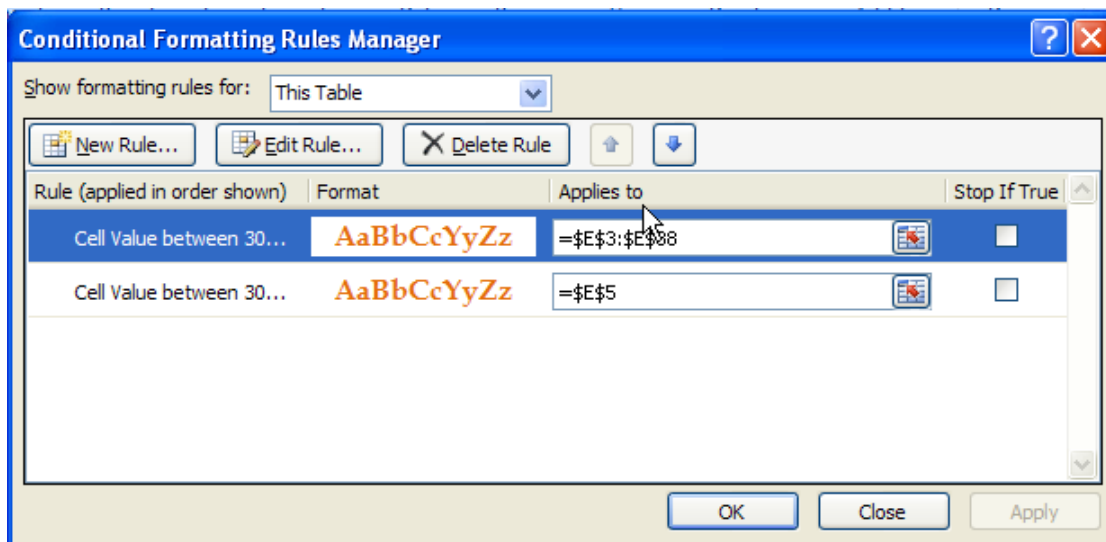 Conditional Formatting Rules Manager
Show formatting rules for: This Table
New Rule... Edit Rule... Delete Rule
Rule (applied in order shown) Format Applies to Stop If True
Cell Value between 30... AaBbCcYyZz =$E$3:$E$38
Cell Value between 30... AaBbCcYyZz =$E$5
OK Close Apply